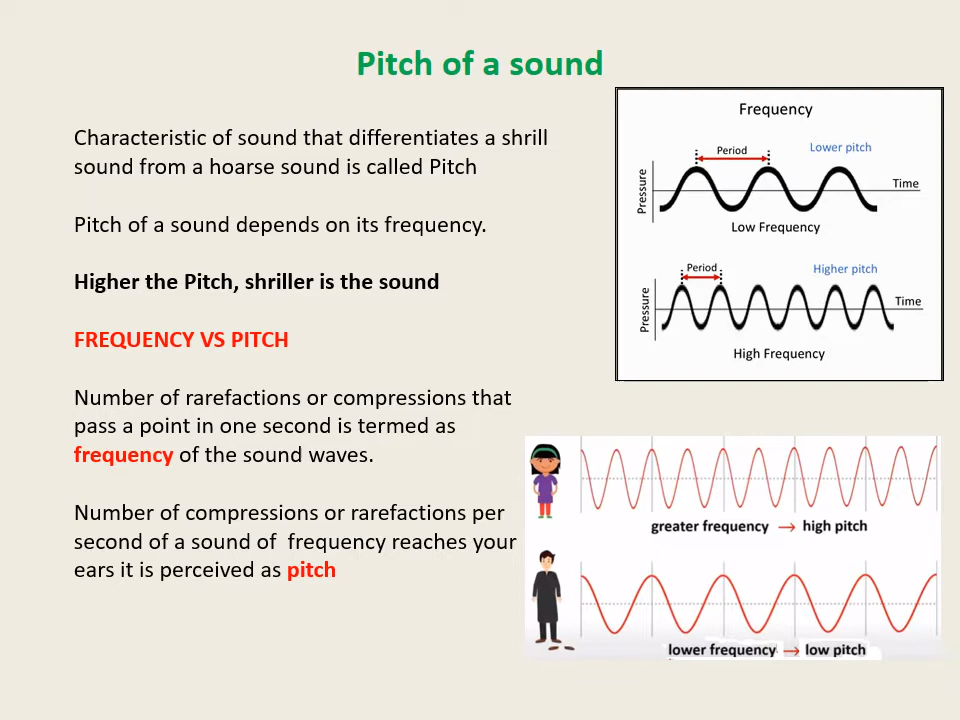 Pitch of a sound
Characteristic of sound that differentiates a shrill
sound from a hoarse sound is called Pitch
Pitch of a sound depends on its frequency.
Higher the Pitch, shriller is the sound
FREQUENCY VS PITCH
Number of rarefactions or compressions that
pass a point in one second is termed as
frequency of the sound waves.
Number of compressions or rarefactions per
second of a sound of  frequency reaches your
ears it is perceived as pitch
Frequency
Period
Lower pitch
Pressure
Time
Low Frequency
Period
Higher pitch
Pressure
Time
High Frequency
greater frequency → high pitch
lower frequency → low pitch